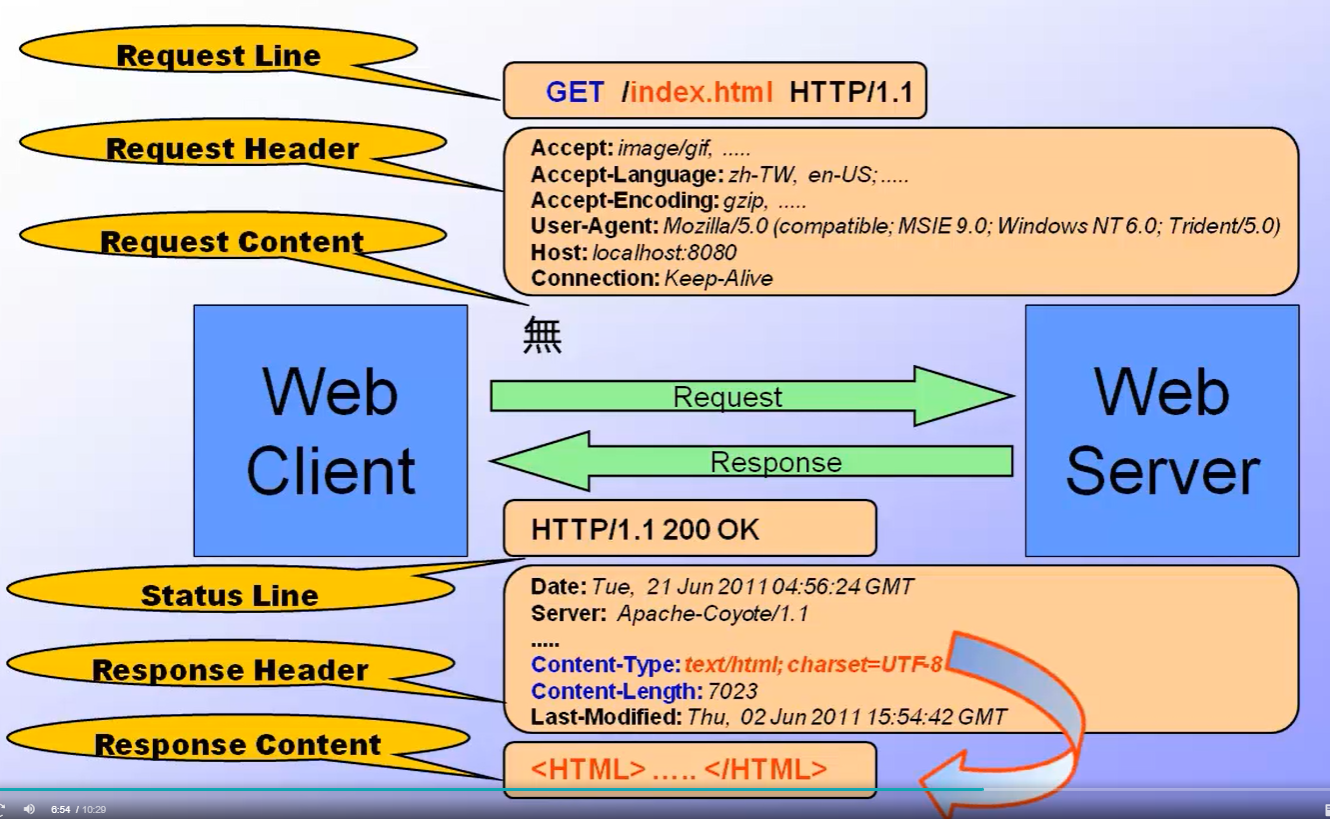 Request Line
GET /index.html HTTP/1.1
Request Header
Accept: image/gif, .....
Accept-Language: zh-TW, en-US;.....
Accept-Encoding: gzip, .....
User-Agent: Mozilla/5.0 (compatible; MSIE 9.0; Windows NT 6.0; Trident/5.0)
Host: localhost:8080
Connection: Keep-Alive
Request Content
無
Web
Client
Request
Response
Web
Server
HTTP/1.1 200 OK
Status Line
Date: Tue, 21 Jun 2011 04:56:24 GMT
Server: Apache-Coyote/1.1
.....
Content-Type: text/html; charset=UTF-8
Content-Length: 7023
Last-Modified: Thu, 02 Jun 2011 15:54:42 GMT
Response Header
Response Content
<HTML> ..... </HTML>
6:54 / 10:29